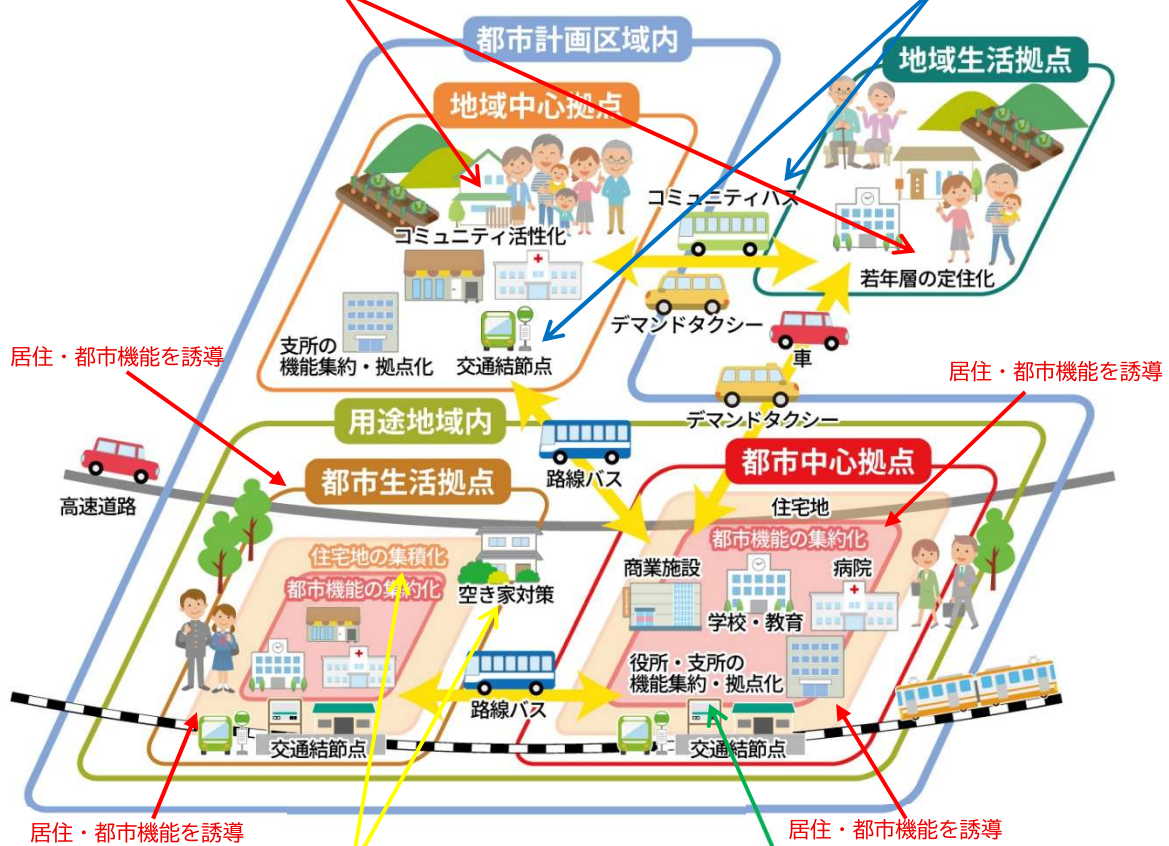 都市計画区域内
地域生活拠点
地域中心拠点
コミュニティバス
コミュニティ活性化
若年層の定住化
デマンドタクシー
支所の
機能集約・拠点化
交通結節点
車
居住・都市機能を誘導
居住・都市機能を誘導
デマンドタクシー
用途地域内
都市中心拠点
都市生活拠点
路線バス
高速道路
住宅地
都市機能の集約化
住宅地の集積化
都市機能の集約化
空き家対策
商業施設
病院
学校・教育
役所・支所の
機能集約・拠点化
路線バス
交通結節点
交通結節点
居住・都市機能を誘導
居住・都市機能を誘導